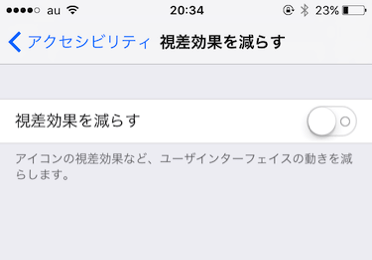 au 20:34 23%
アクセシビリティ 視差効果を減らす
視差効果を減らす
アイコンの視差効果など、ユーザインターフェイスの動きを減
らします。